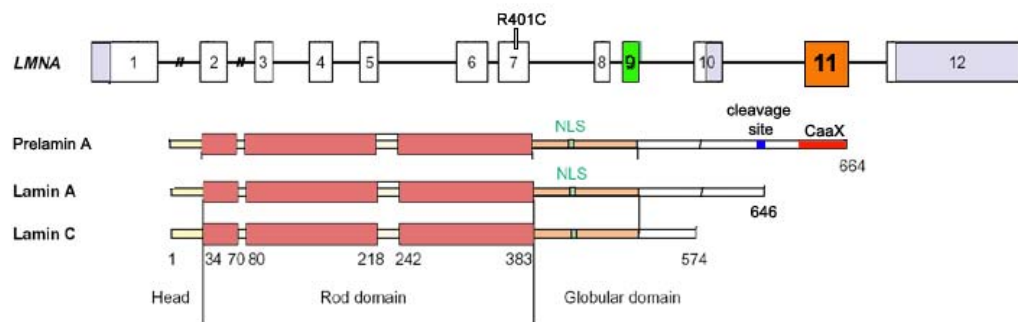 R401C
LMNA 1 2 3 4 5 6 7 8 9 10 11 12
cleavage
site
NLS CaaX
Prelamin A
664
NLS
Lamin A
646
Lamin C
1 34 70 80 218 242 383 574
Head Rod domain Globular domain